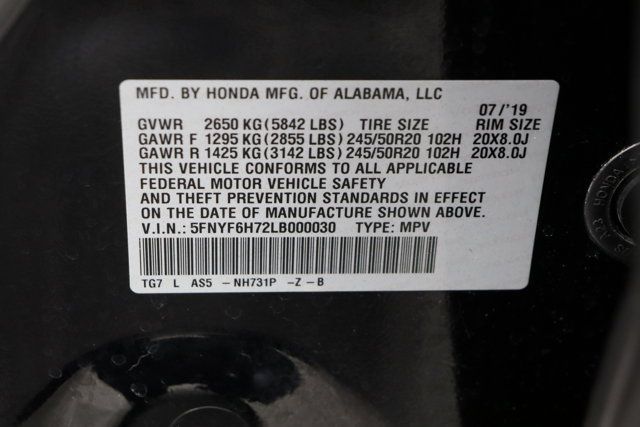 MFD. BY HONDA MFG. OF ALABAMA, LLC
07/'19
GVWR 2650 KG(5842 LBS) TIRE SIZE RIM SIZE
GAWR F 1295 KG(2855 LBS) 245/50R20 102H 20X8.0J
GAWR R 1425 KG(3142 LBS) 245/50R20 102H 20X8.0J
THIS VEHICLE CONFORMS TO ALL APPLICABLE
FEDERAL MOTOR VEHICLE SAFETY
AND THEFT PREVENTION STANDARDS IN EFFECT
ON THE DATE OF MANUFACTURE SHOWN ABOVE.
V.I.N.: 5FNYF6H72LB000030 TYPE: MPV
TG7 L AS5 -NH731P -Z -B
HONDA